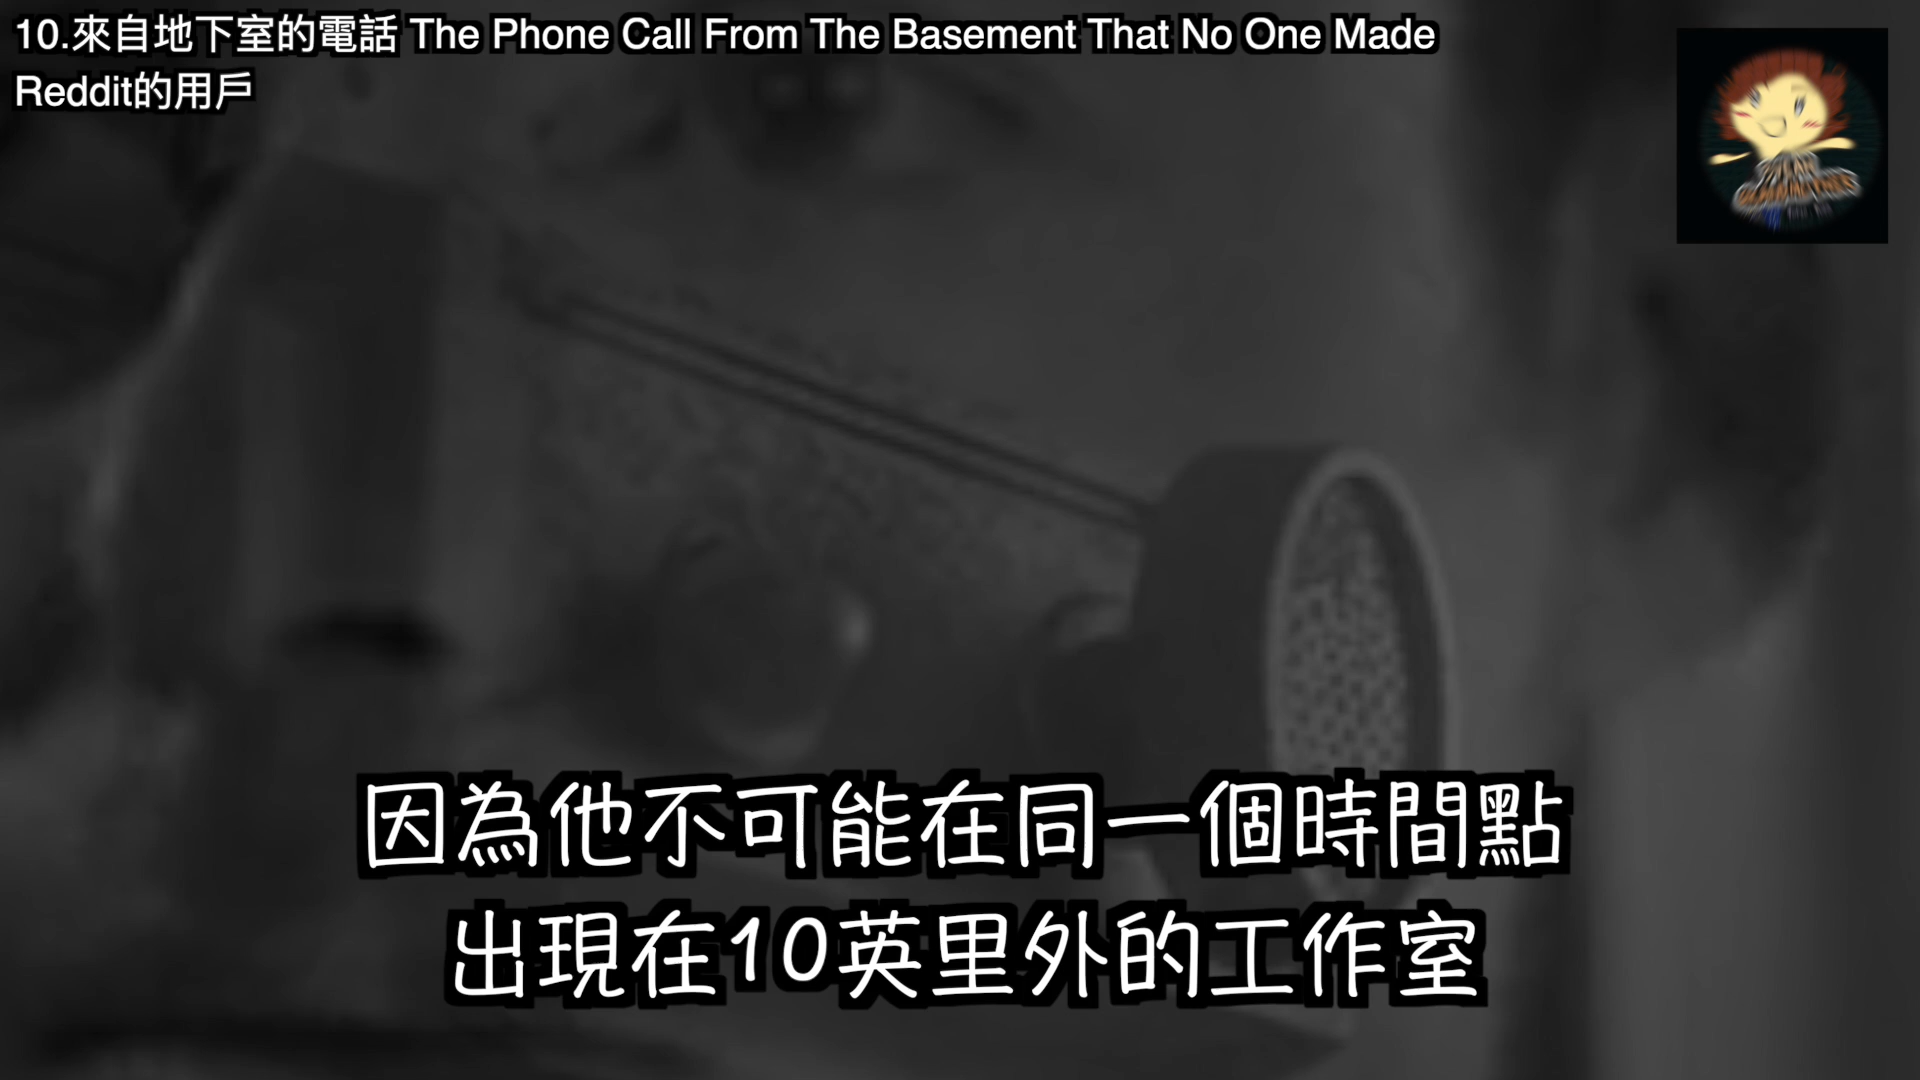 10.來自地下室的電話 The Phone Call From The Basement That No One Made
Reddit的用戶
因為他不可能在同一個時間點
出現在10英里外的工作室